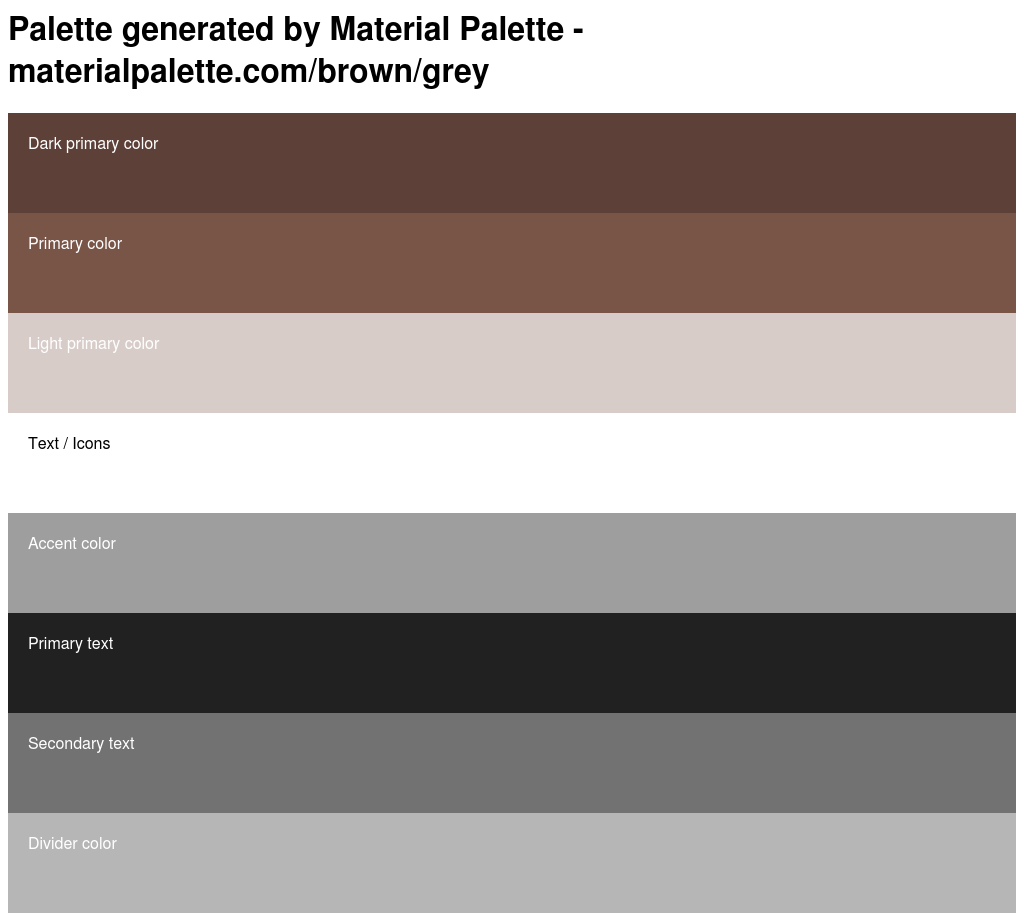 Palette generated by Material Palette -
materialpalette.com/brown/grey
Dark primary color
Primary color
Light primary color
Text / Icons
Accent color
Primary text
Secondary text
Divider color